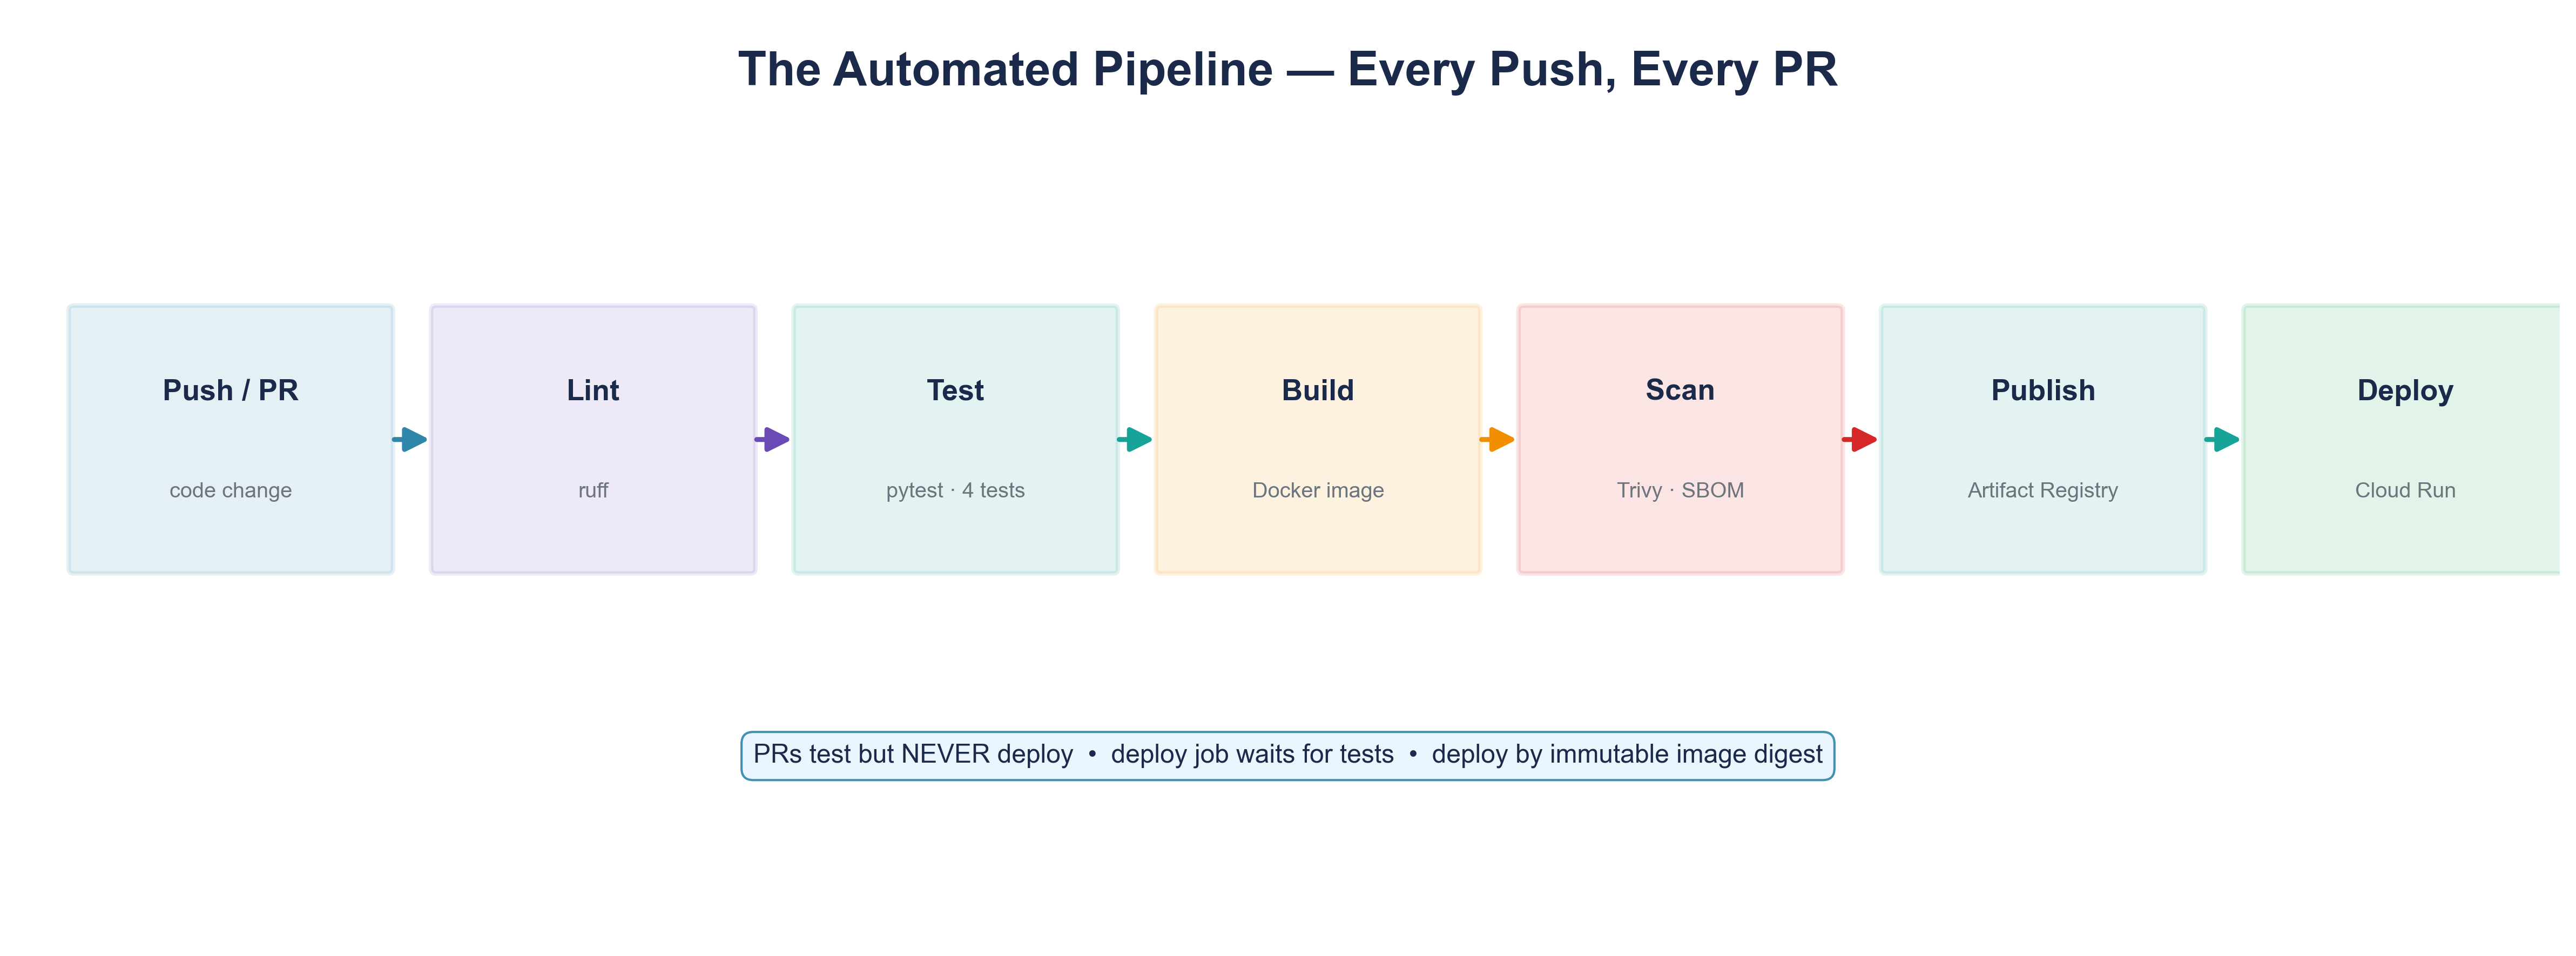 The Automated Pipeline — Every Push, Every PR
Push / PR
code change
Lint
ruff
Test
pytest · 4 tests
Build
Docker image
Scan
Trivy · SBOM
Publish
Artifact Registry
Deploy
Cloud Run
PRs test but NEVER deploy • deploy job waits for tests • deploy by immutable image digest